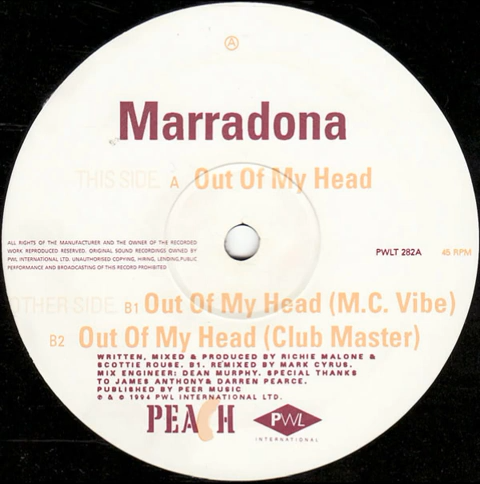 A
Marradona
THIS SIDE A Out Of My Head
ALL RIGHTS OF THE MANUFACTURER AND THE OWNER OF THE RECORDED
WORK REPRODUCED RESERVED. ORIGINAL SOUND RECORDINGS OWNED BY
PWL INTERNATIONAL LTD. UNAUTHORISED COPYING, HIRING, LENDING,PUBLIC
PERFORMANCE AND BROADCASTING OF THIS RECORD PROHIBITED
PWLT 282A 45 RPM
OTHER SIDE B1 Out Of My Head (M.C. Vibe)
B2 Out Of My Head (Club Master)
WRITTEN, MIXED & PRODUCED BY RICHIE MALONE &
SCOTTIE ROUSE. B1. REMIXED BY MARK CYRUS.
MIX ENGINEER: DEAN MURPHY. SPECIAL THANKS
TO JAMES ANTHONY& DARREN PEARCE.
PUBLISHED BY PEER MUSIC
℗ & © 1994 PWL INTERNATIONAL LTD.
PEACH PWL
INTERNATIONAL